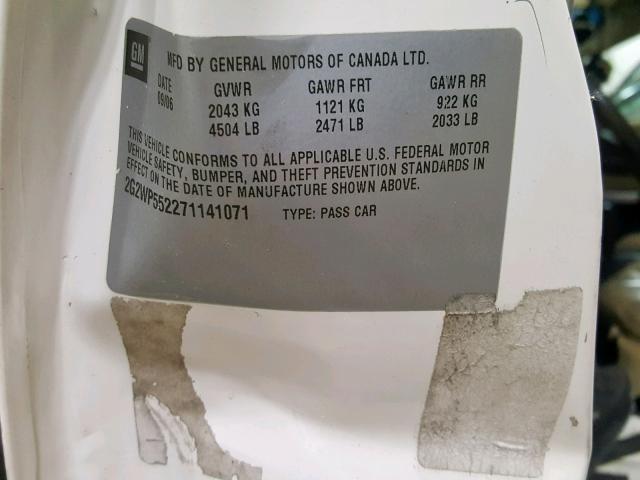 GM
MFD BY GENERAL MOTORS OF CANADA LTD.
DATE GVWR GAWR FRT GAWR RR
09/06 2043 KG 1121 KG 922 KG
4504 LB 2471 LB 2033 LB
THIS VEHICLE CONFORMS TO ALL APPLICABLE U.S. FEDERAL MOTOR
VEHICLE SAFETY, BUMPER, AND THEFT PREVENTION STANDARDS IN
EFFECT ON THE DATE OF MANUFACTURE SHOWN ABOVE.
2G2WP552271141071 TYPE: PASS CAR